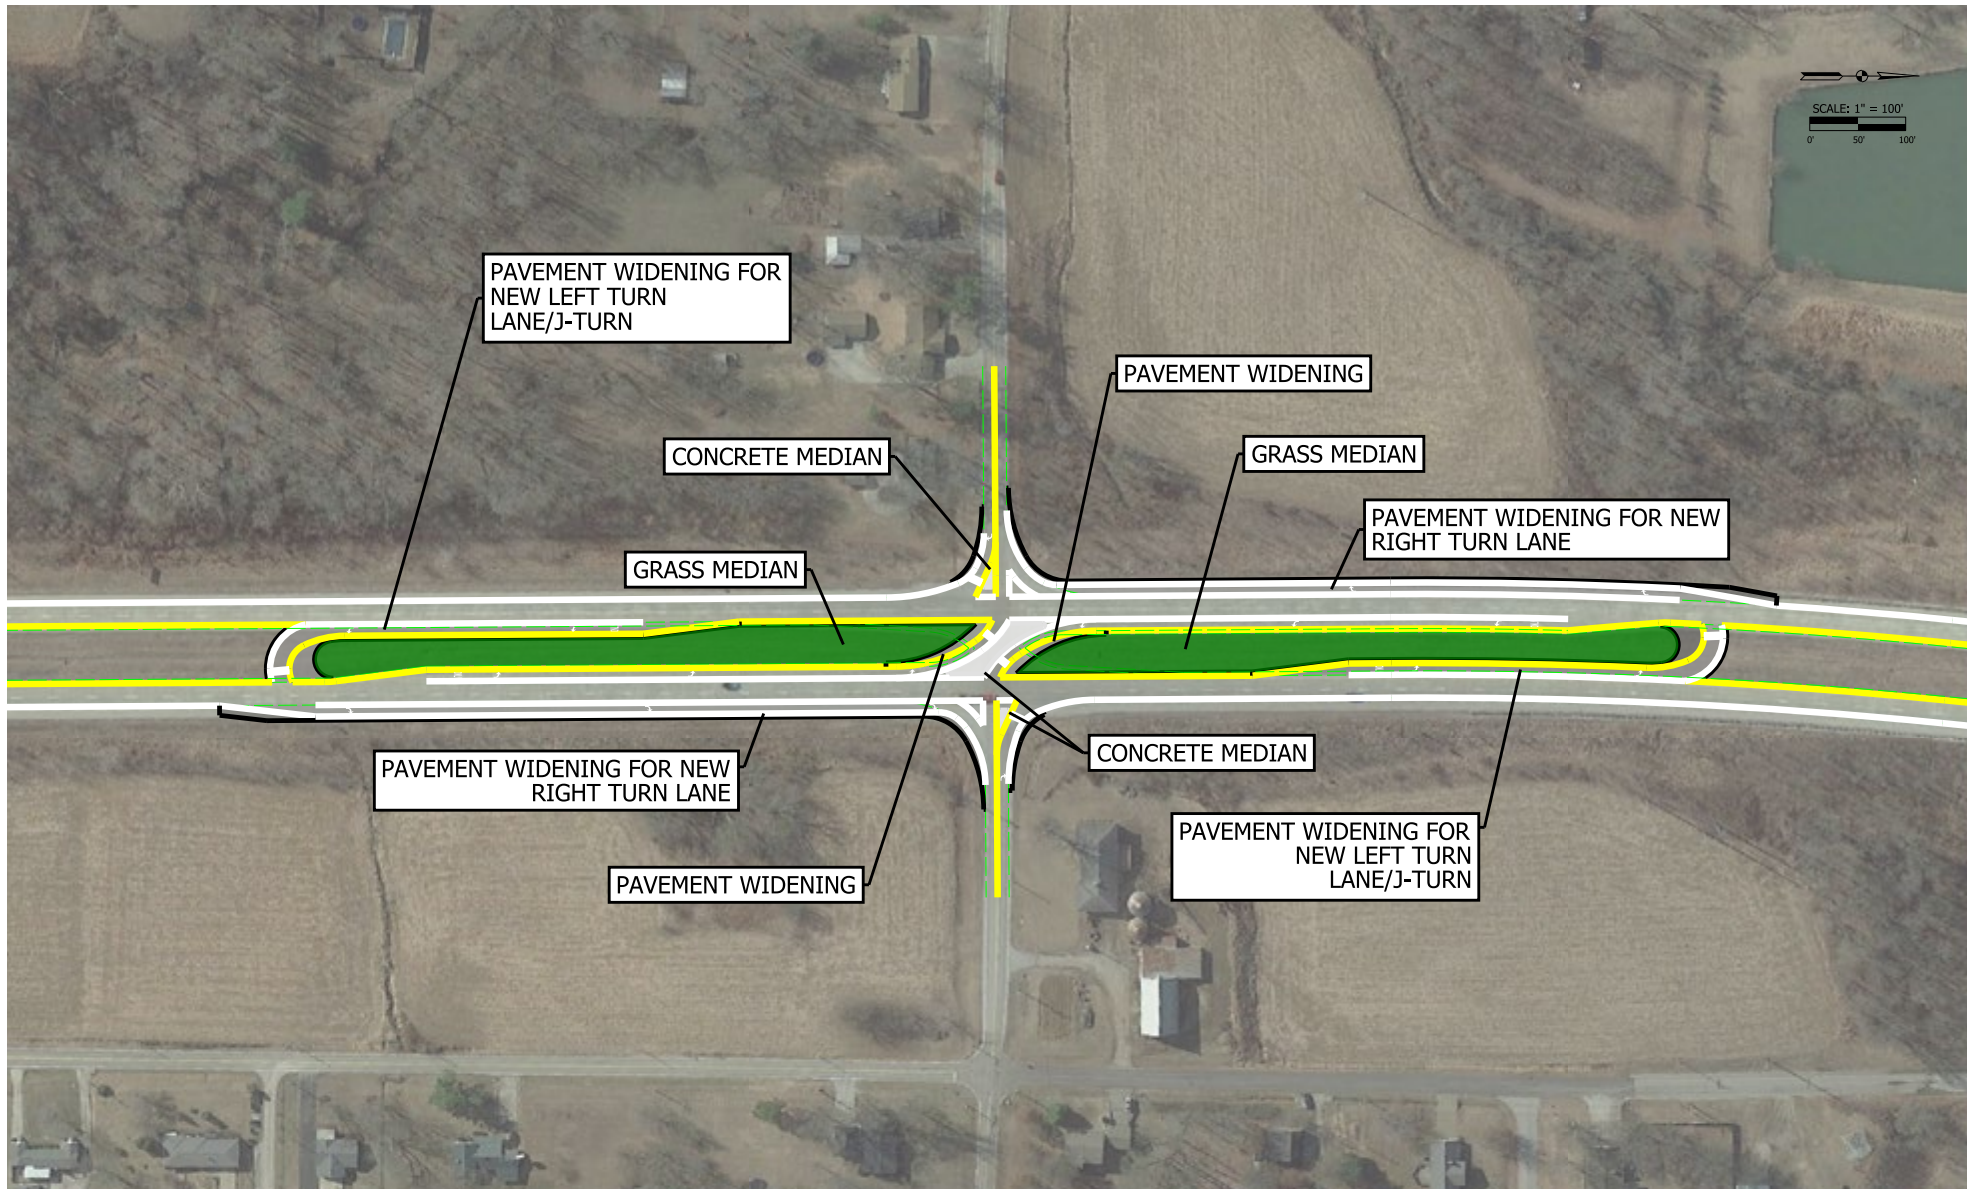 SCALE: 1" = 100'
0' 50' 100'
PAVEMENT WIDENING FOR
NEW LEFT TURN
LANE/J-TURN
PAVEMENT WIDENING
CONCRETE MEDIAN
GRASS MEDIAN
PAVEMENT WIDENING FOR NEW
RIGHT TURN LANE
GRASS MEDIAN
PAVEMENT WIDENING FOR NEW
RIGHT TURN LANE
CONCRETE MEDIAN
PAVEMENT WIDENING FOR
NEW LEFT TURN
LANE/J-TURN
PAVEMENT WIDENING